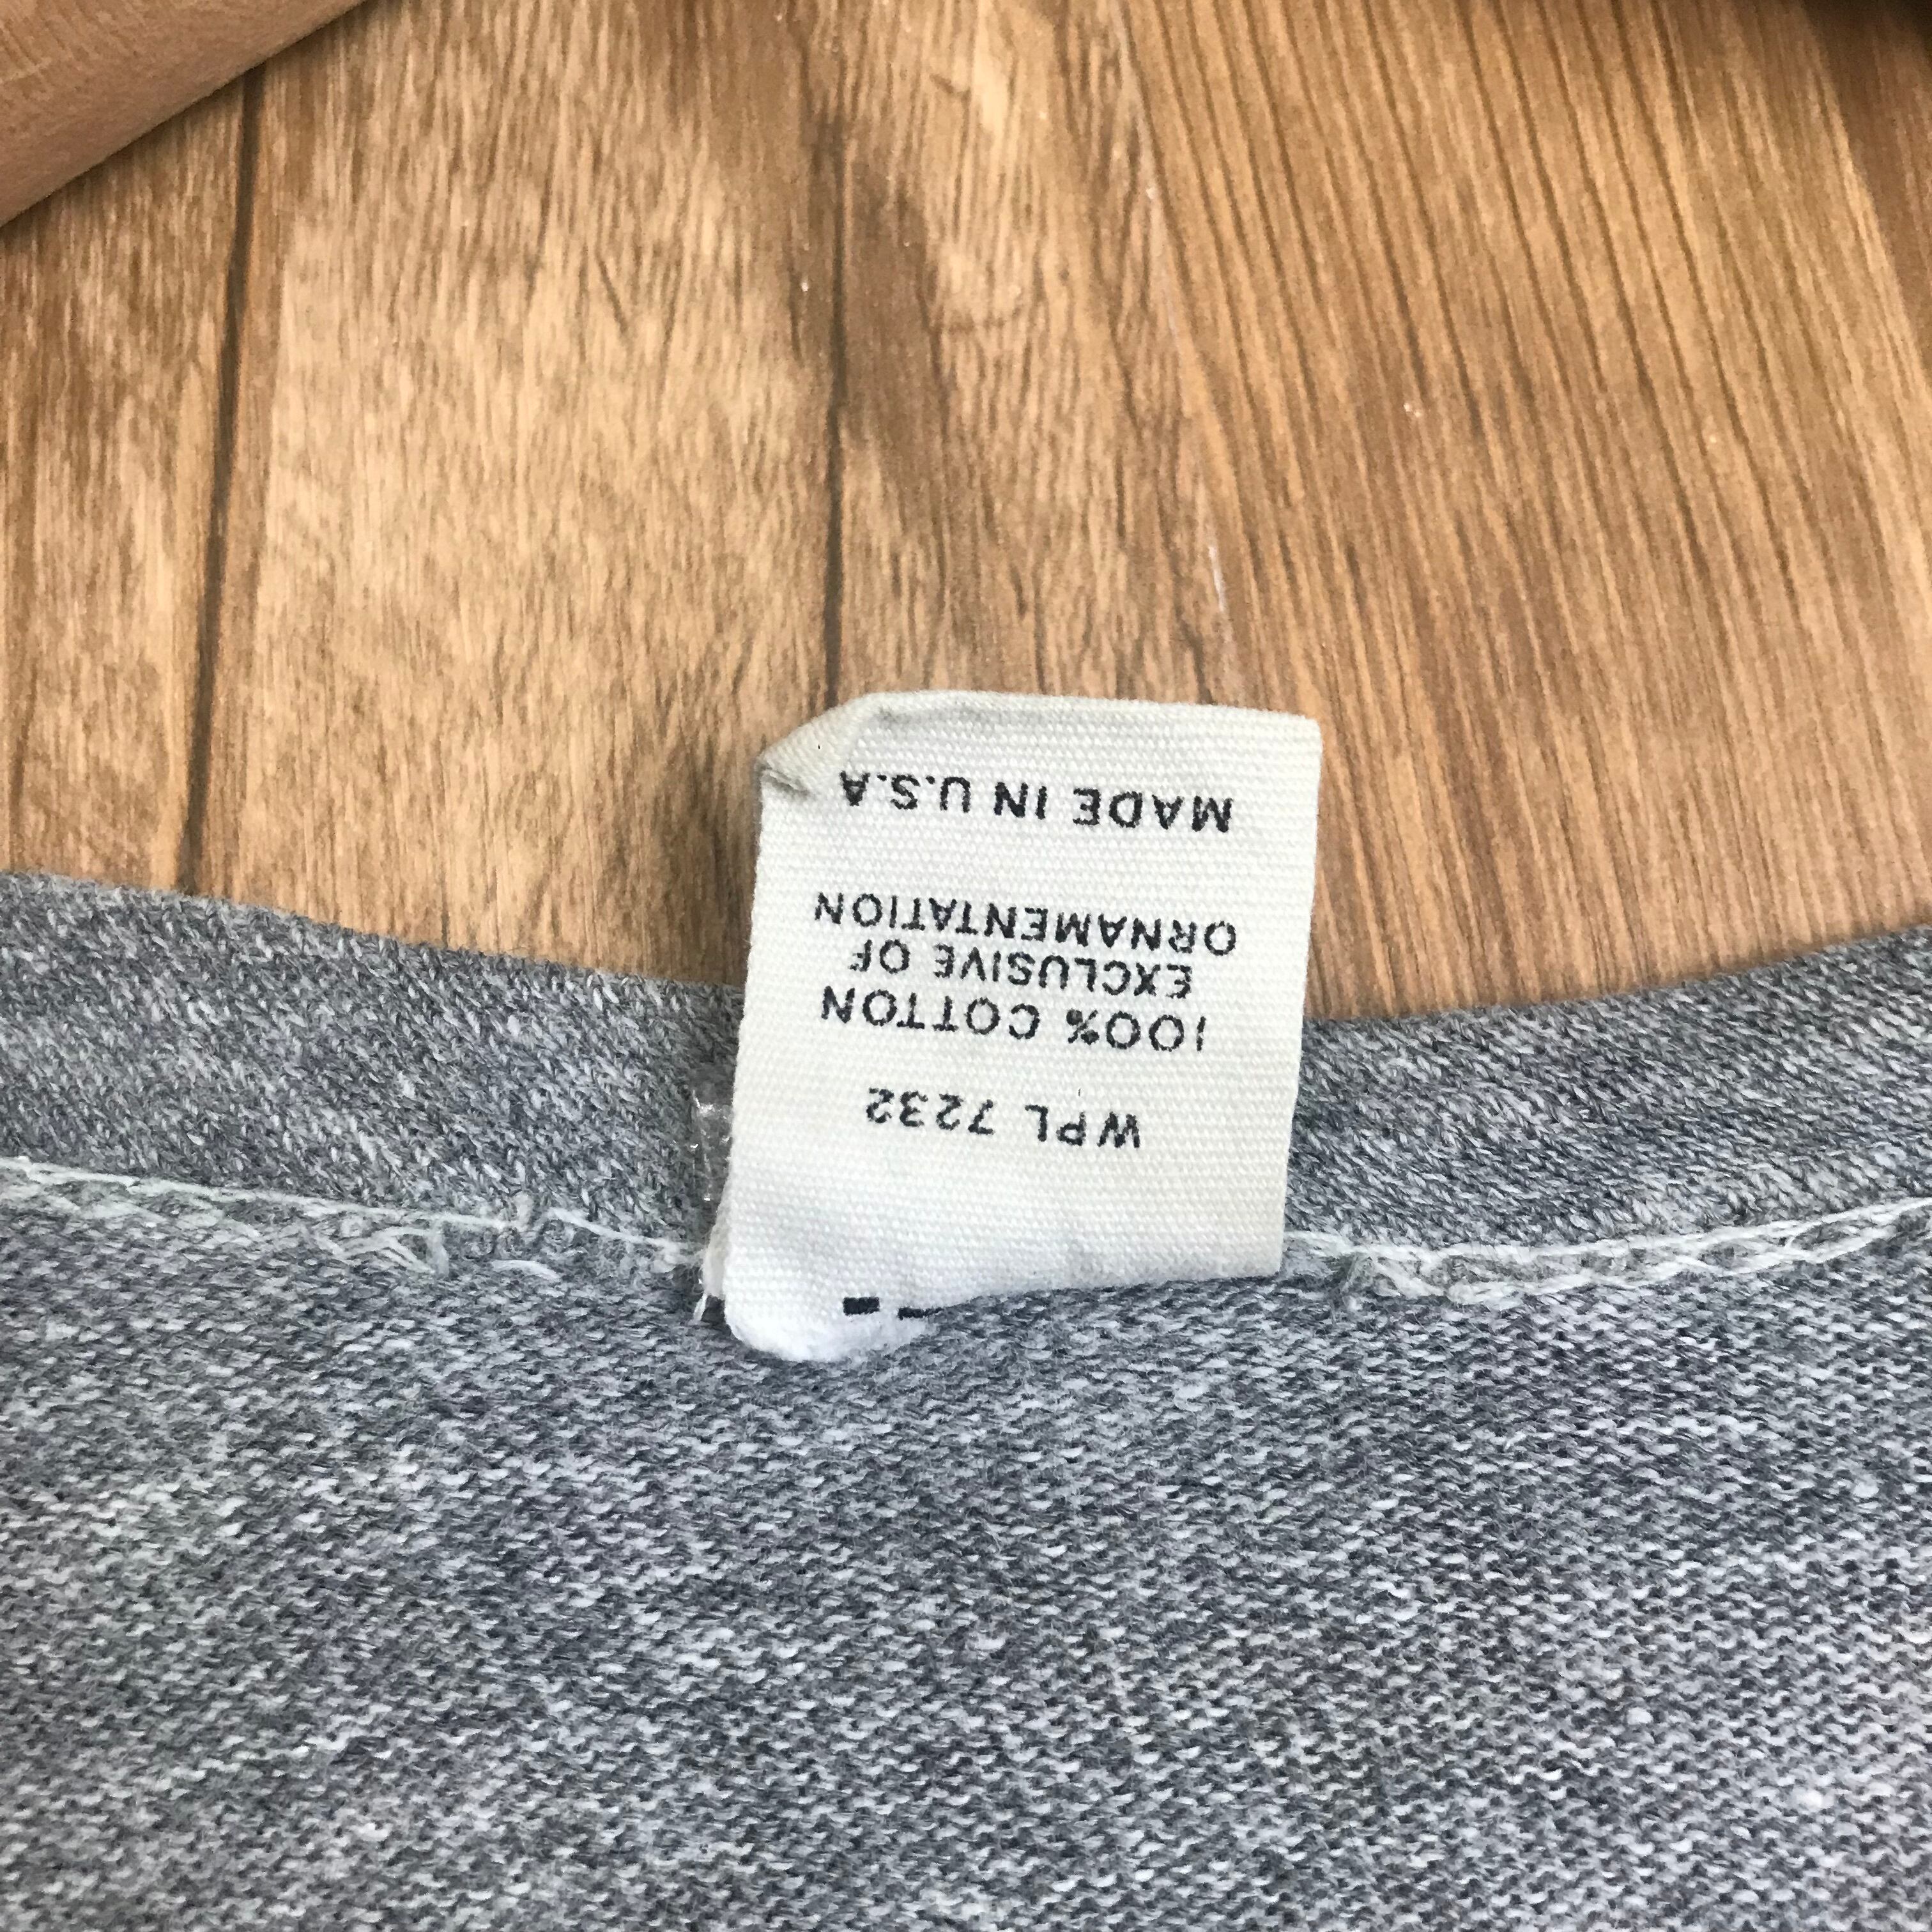 WPL 7232
100% COTTON
EXCLUSIVE OF
ORNAMENTATION
MADE IN U.S.A